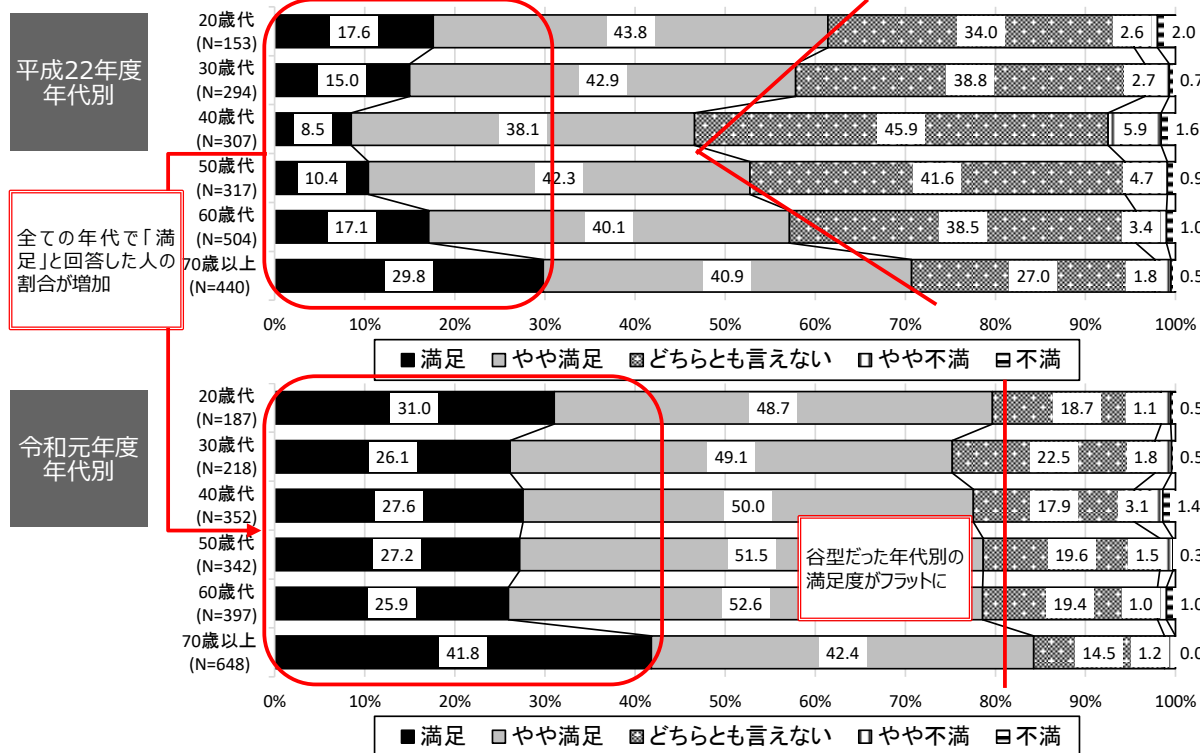 平成22年度
年代別
20歳代
(N=153)
17.6
43.8
34.0
2.6
2.0
30歳代
(N=294)
15.0
42.9
38.8
2.7
0.7
40歳代
(N=307)
8.5
38.1
45.9
5.9
1.6
50歳代
(N=317)
10.4
42.3
41.6
4.7
0.9
60歳代
(N=504)
17.1
40.1
38.5
3.4
1.0
70歳以上
(N=440)
29.8
40.9
27.0
1.8
0.5
0% 10% 20% 30% 40% 50% 60% 70% 80% 90% 100%
満足 やや満足 どちらとも言えない やや不満 不満
全ての年代で「満
足」と回答した人の
割合が増加
令和元年度
年代別
20歳代
(N=187)
31.0
48.7
18.7
1.1
0.5
30歳代
(N=218)
26.1
49.1
22.5
1.8
0.5
40歳代
(N=352)
27.6
50.0
17.9
3.1
1.4
50歳代
(N=342)
27.2
51.5
19.6
1.5
0.3
60歳代
(N=397)
25.9
52.6
19.4
1.0
1.0
70歳以上
(N=648)
41.8
42.4
14.5
1.2
0.0
谷型だった年代別の
満足度がフラットに
0% 10% 20% 30% 40% 50% 60% 70% 80% 90% 100%
満足 やや満足 どちらとも言えない やや不満 不満